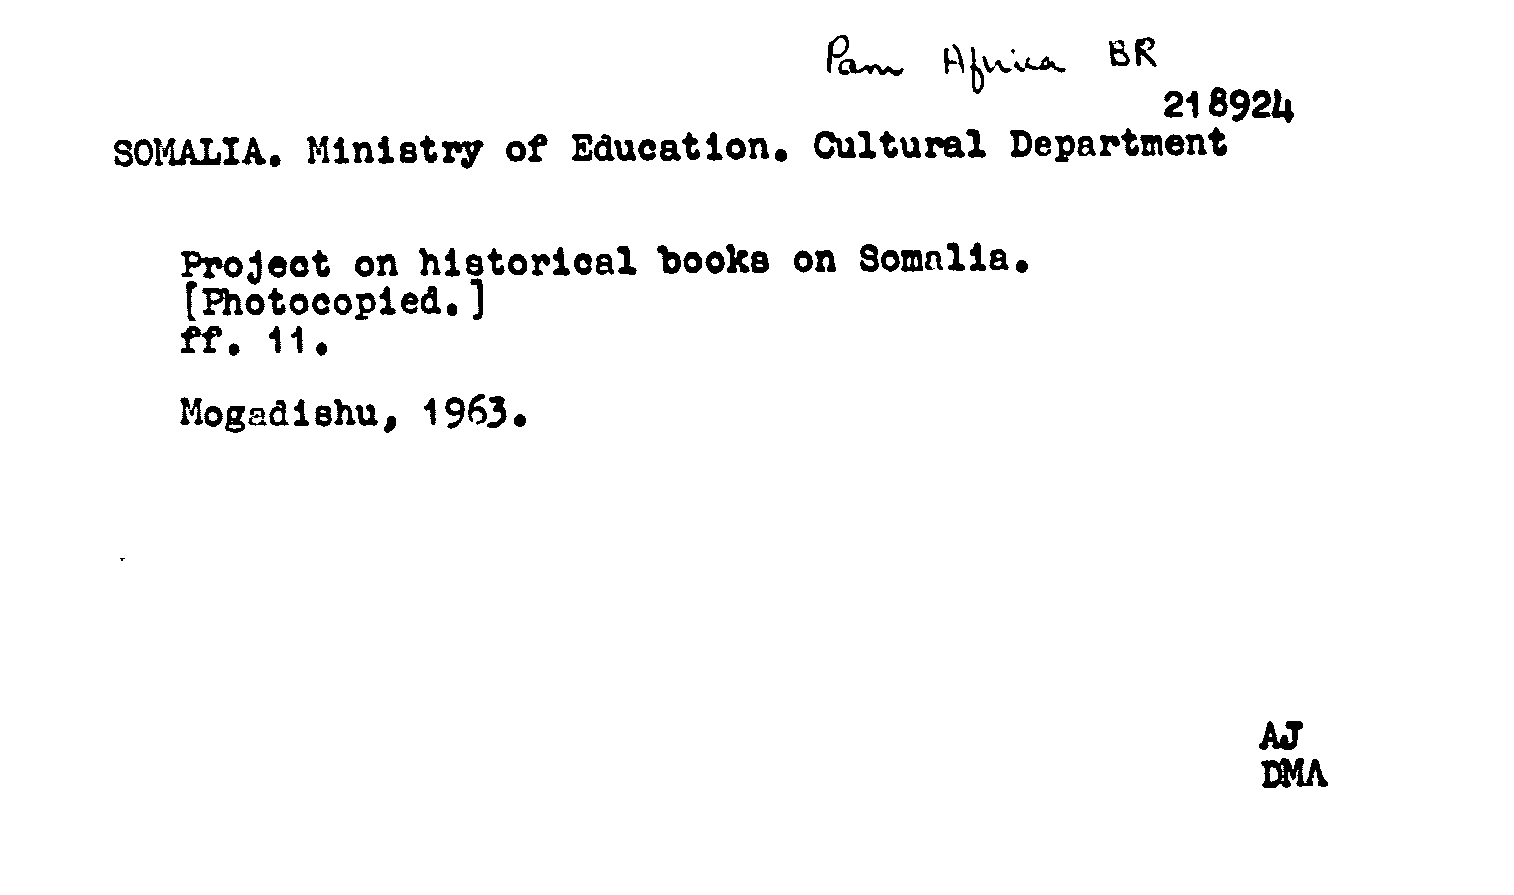 Pam Africa BR
218924
SOMALIA. Ministry of Education. Cultural Department
Project on historical books on Somalia.
[Photocopied.]
ff. 11.
Mogadishu, 1963.
AJ
DMA